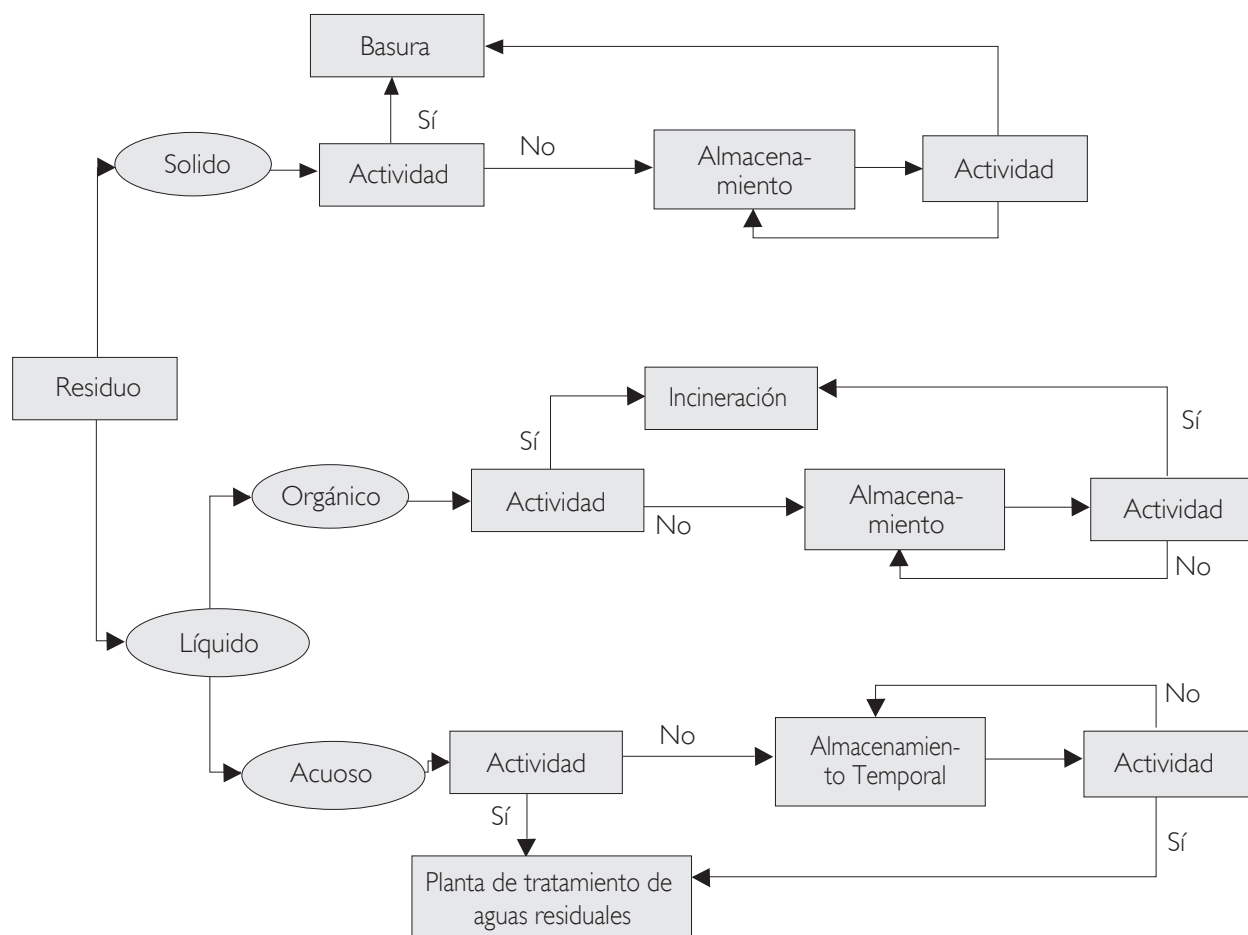 Basura
Sí
Solido
Actividad
No
Almacena-
miento
Actividad
Residuo
Incineración
Sí
Sí
Orgánico
Actividad
No
Almacena-
miento
Actividad
No
Líquido
No
Acuoso
Actividad
No
Almacenamien-
to Temporal
Actividad
Sí
Sí
Planta de tratamiento de
aguas residuales